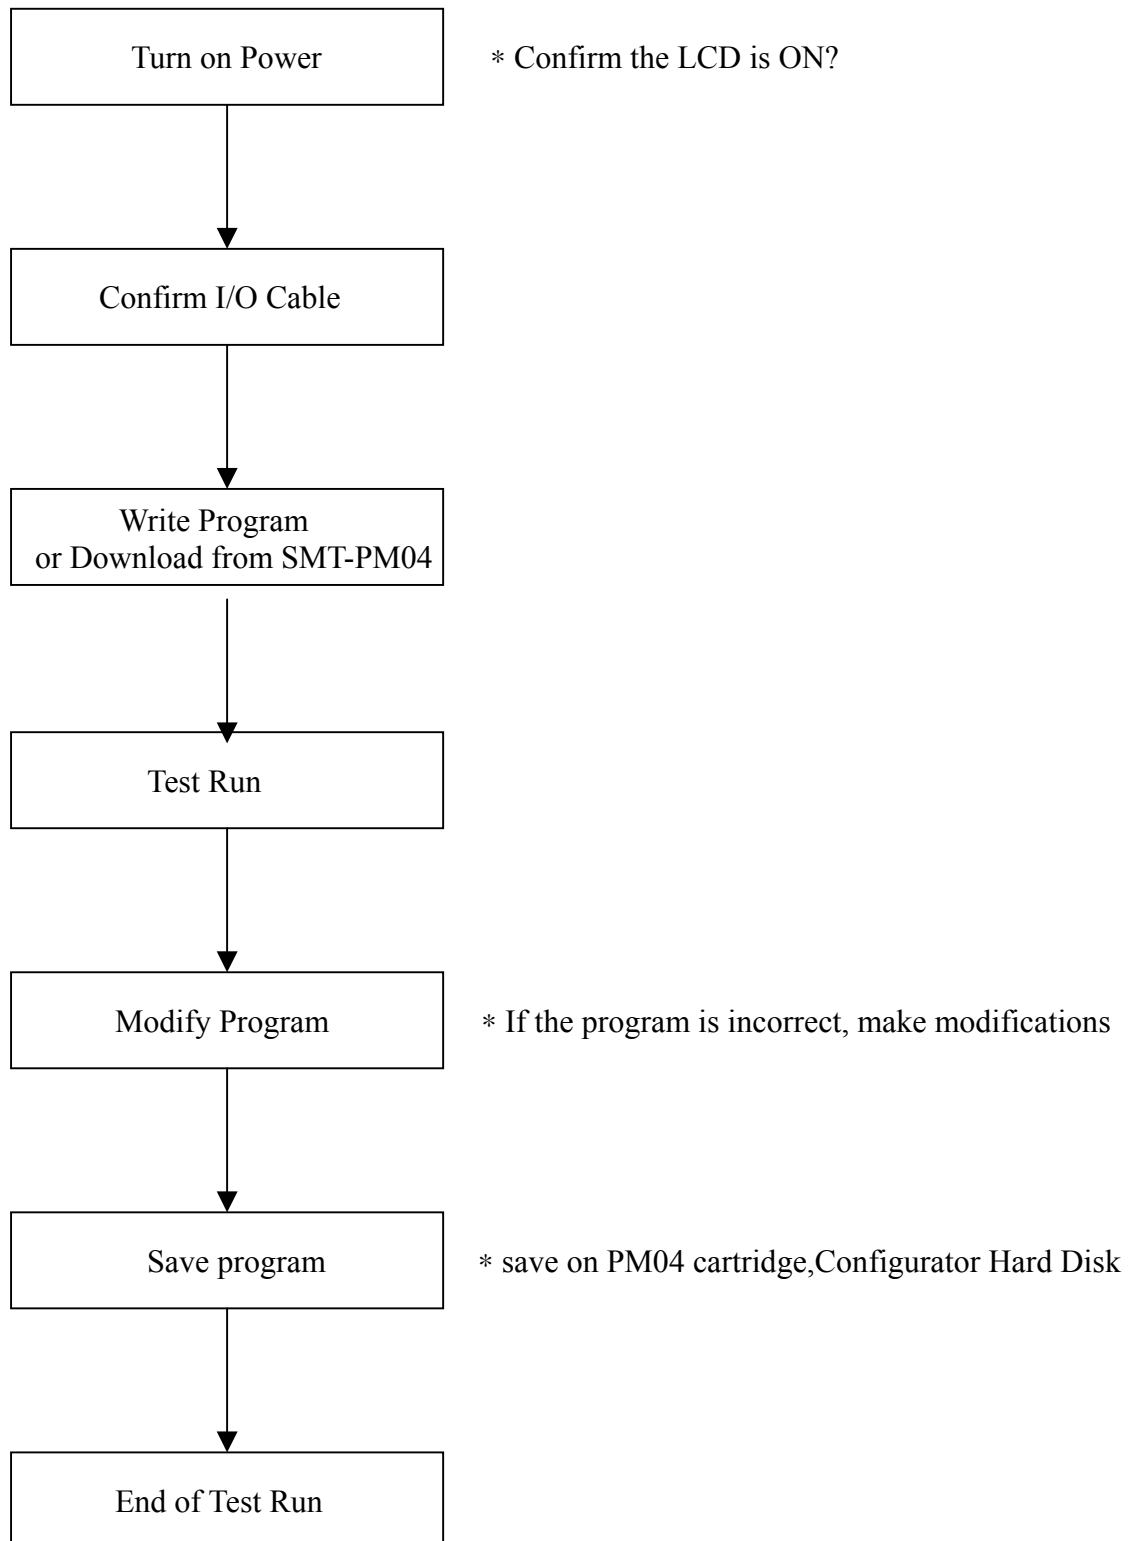 Turn on Power
* Confirm the LCD is ON?
Confirm I/O Cable
Write Program
or Download from SMT-PM04
Test Run
Modify Program
* If the program is incorrect, make modifications
Save program
* save on PM04 cartridge,Configurator Hard Disk
End of Test Run